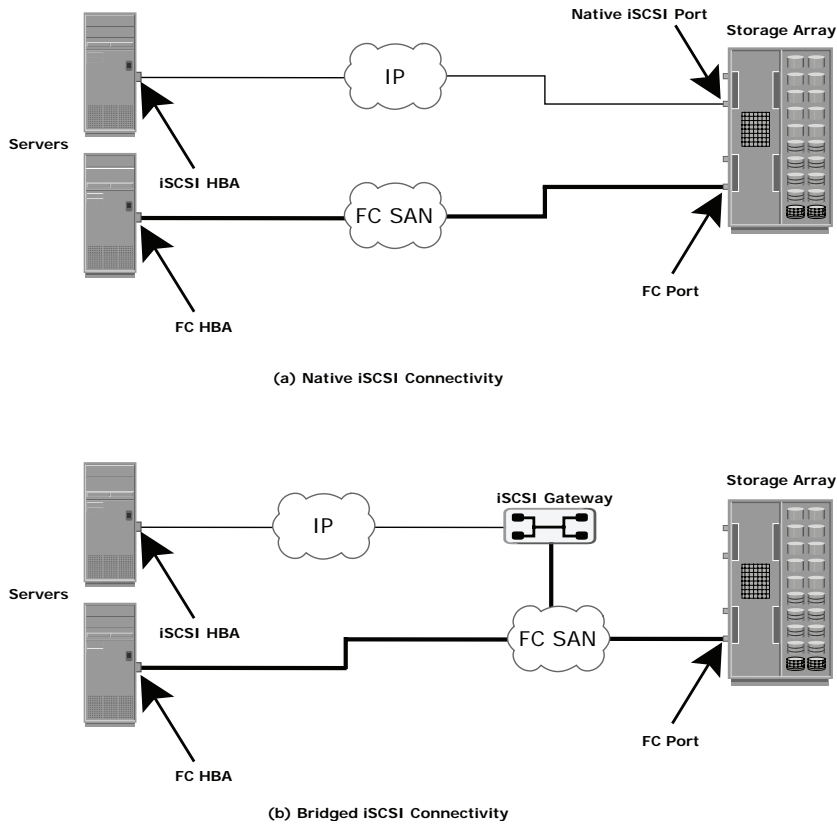 Native iSCSI Port
Storage Array
IP
Servers
iSCSI HBA
FC SAN
FC Port
FC HBA
(a) Native iSCSI Connectivity
Storage Array
iSCSI Gateway
IP
Servers
iSCSI HBA
FC SAN
FC Port
FC HBA
(b) Bridged iSCSI Connectivity